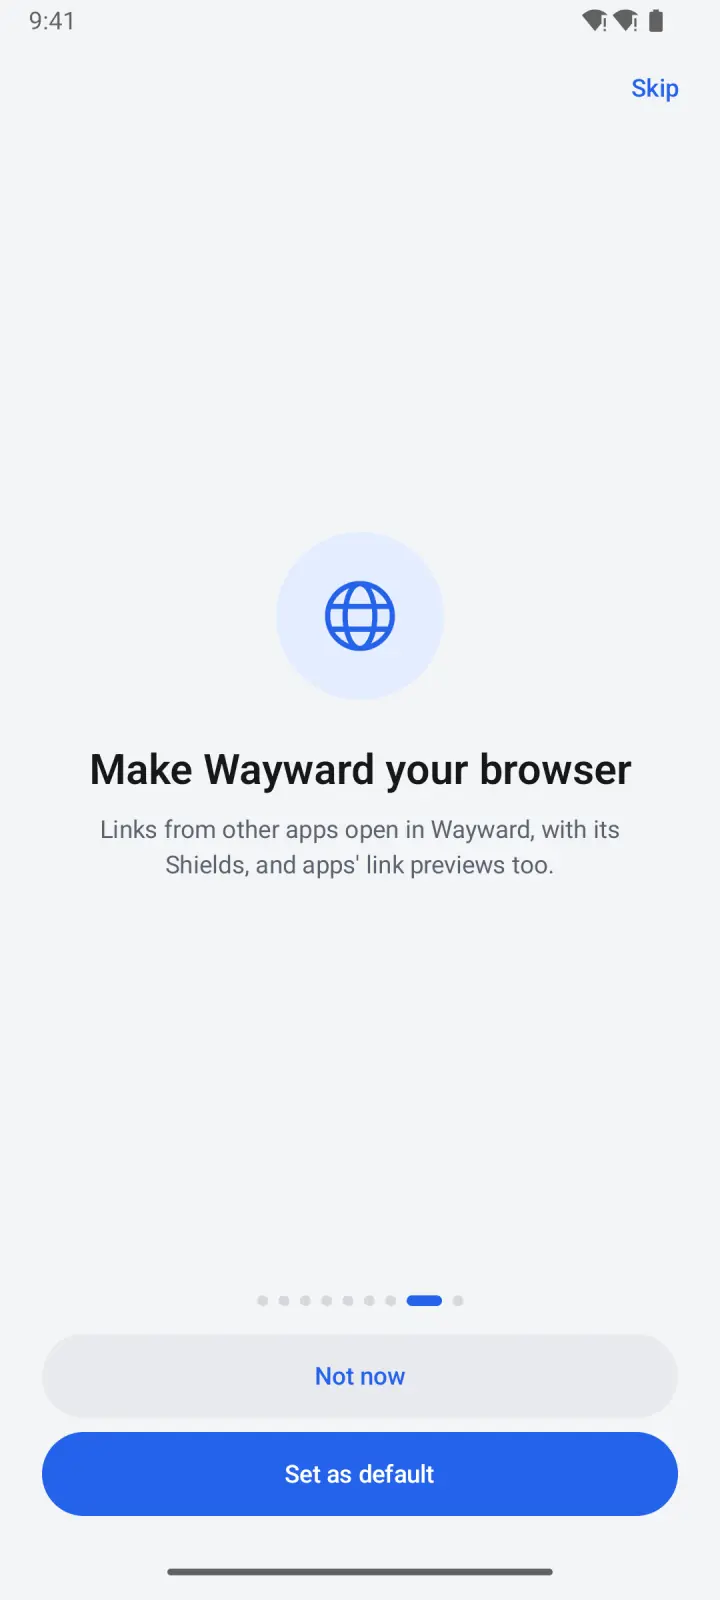 9:41
Skip
Make Wayward your browser
Links from other apps open in Wayward, with its
Shields, and apps' link previews too.
Not now
Set as default